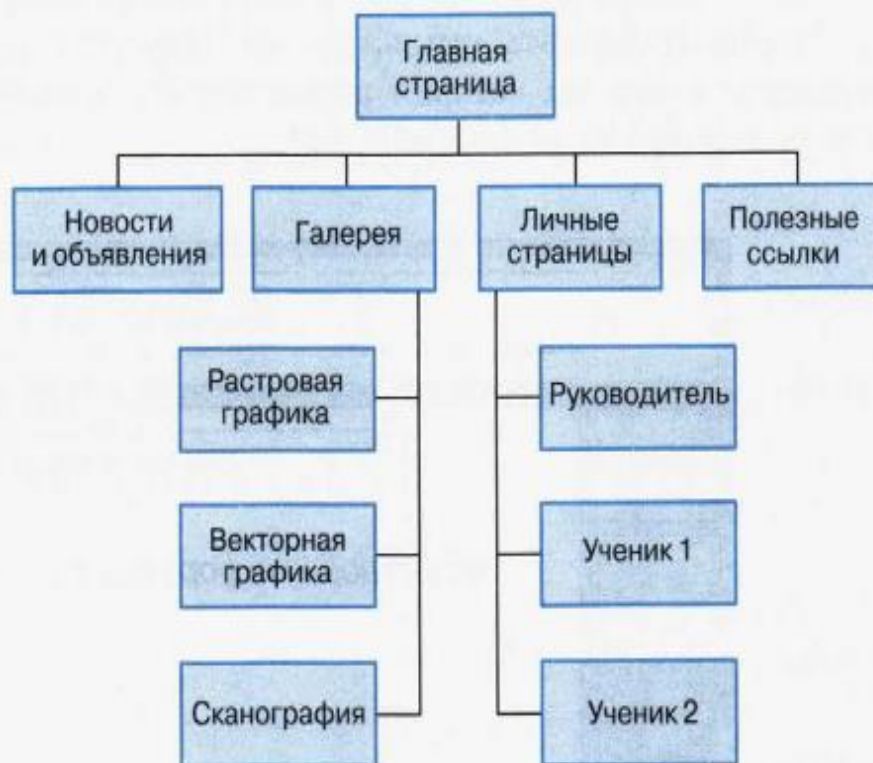 Главная
страница
Новости
и объявления
Галерея
Личные
страницы
Полезные
ссылки
Растровая
графика
Векторная
графика
Сканография
Руководитель
Ученик 1
Ученик 2